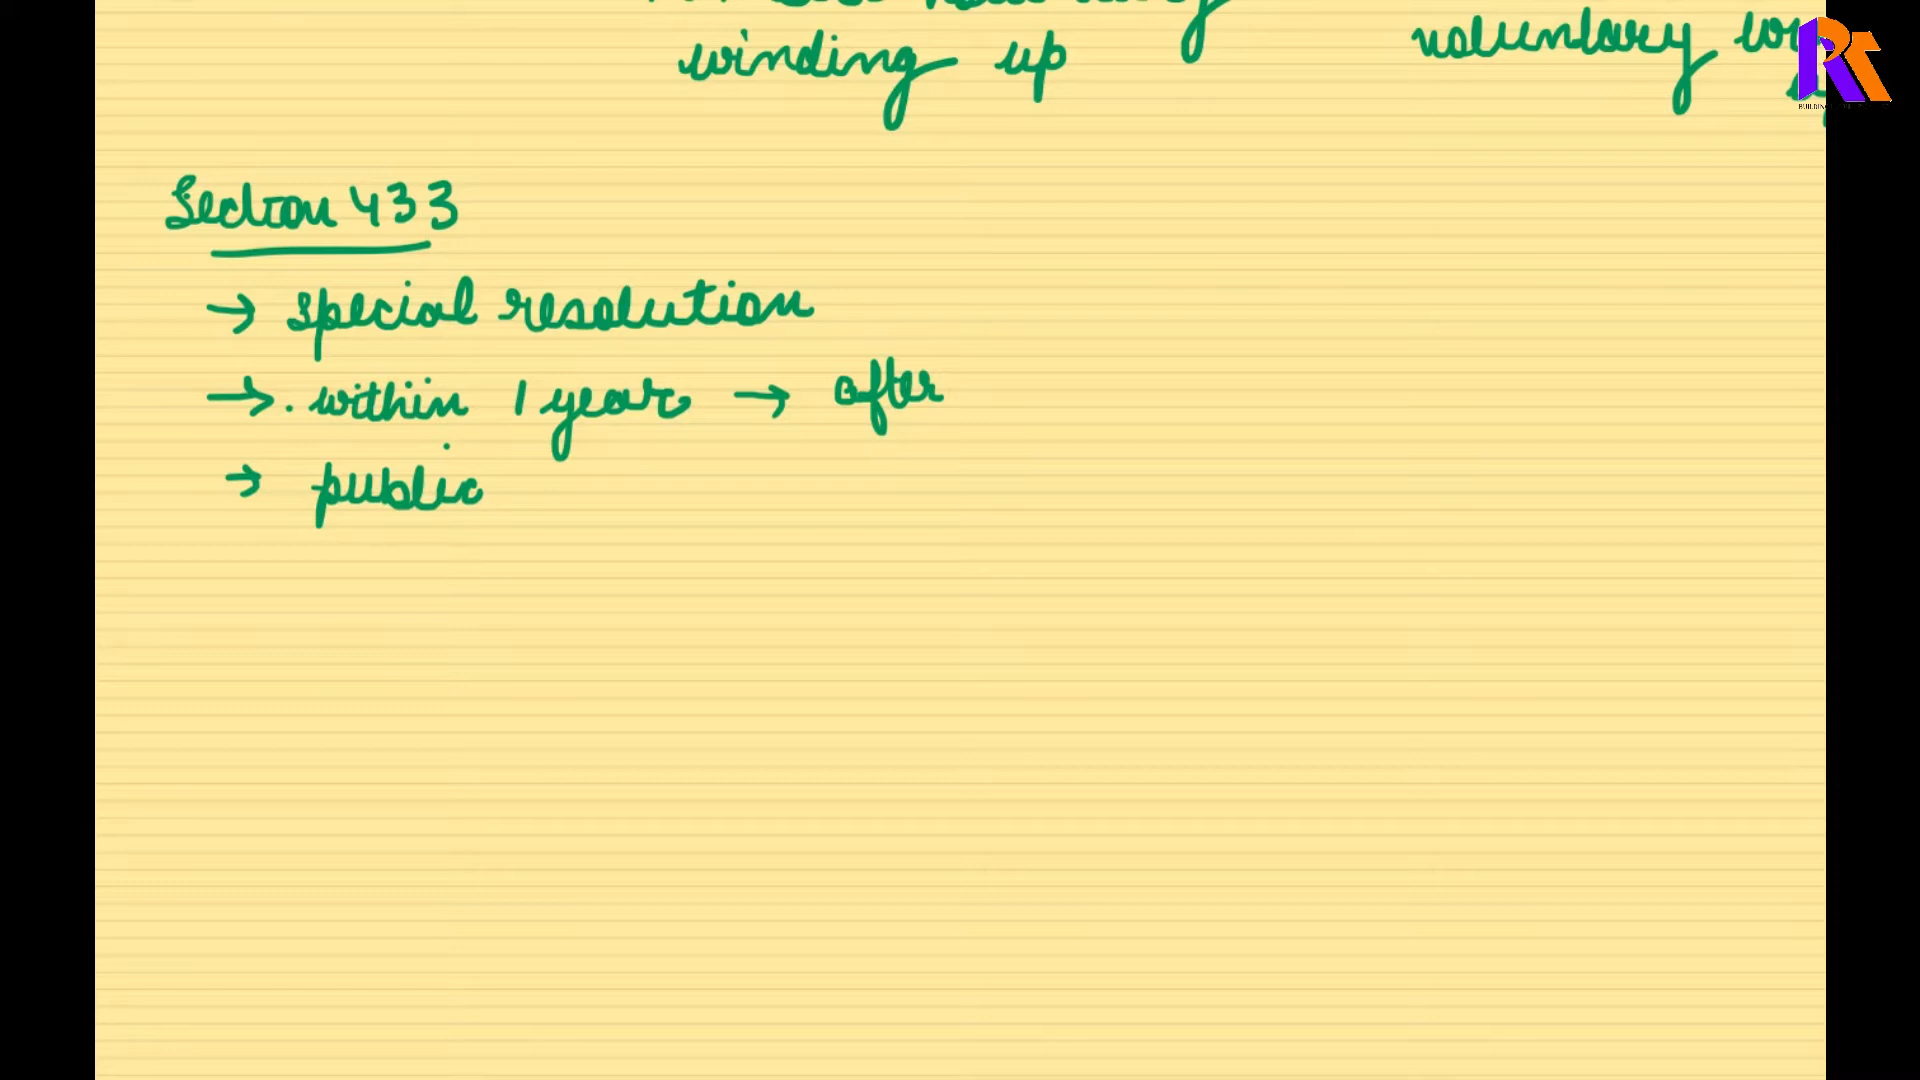 winding up
voluntary
Section 433
→ special resolution
→ . within 1 year → after
→ public